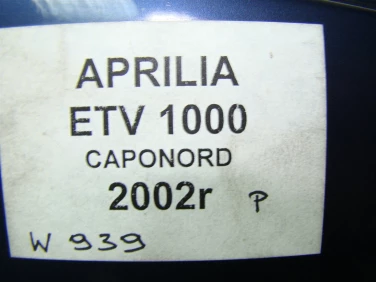 APRILIA
ETV 1000
CAPONORD
2002r P
W 939